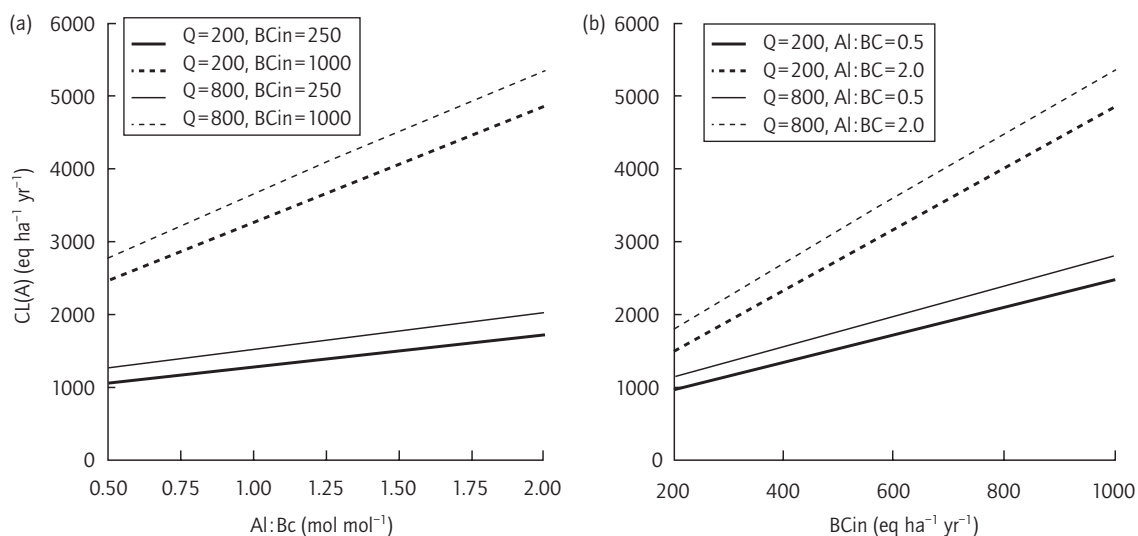 (a)
Q=200, BCin=250
Q=200, BCin=1000
Q=800, BCin=250
Q=800, BCin=1000
CL(A) (eq ha⁻¹ yr⁻¹)
6000
5000
4000
3000
2000
1000
0
0.50 0.75 1.00 1.25 1.50 1.75 2.00
Al:Bc (mol mol⁻¹)
(b)
Q=200, Al:BC=0.5
Q=200, Al:BC=2.0
Q=800, Al:BC=0.5
Q=800, Al:BC=2.0
6000
5000
4000
3000
2000
1000
0
200 400 600 800 1000
BCin (eq ha⁻¹ yr⁻¹)